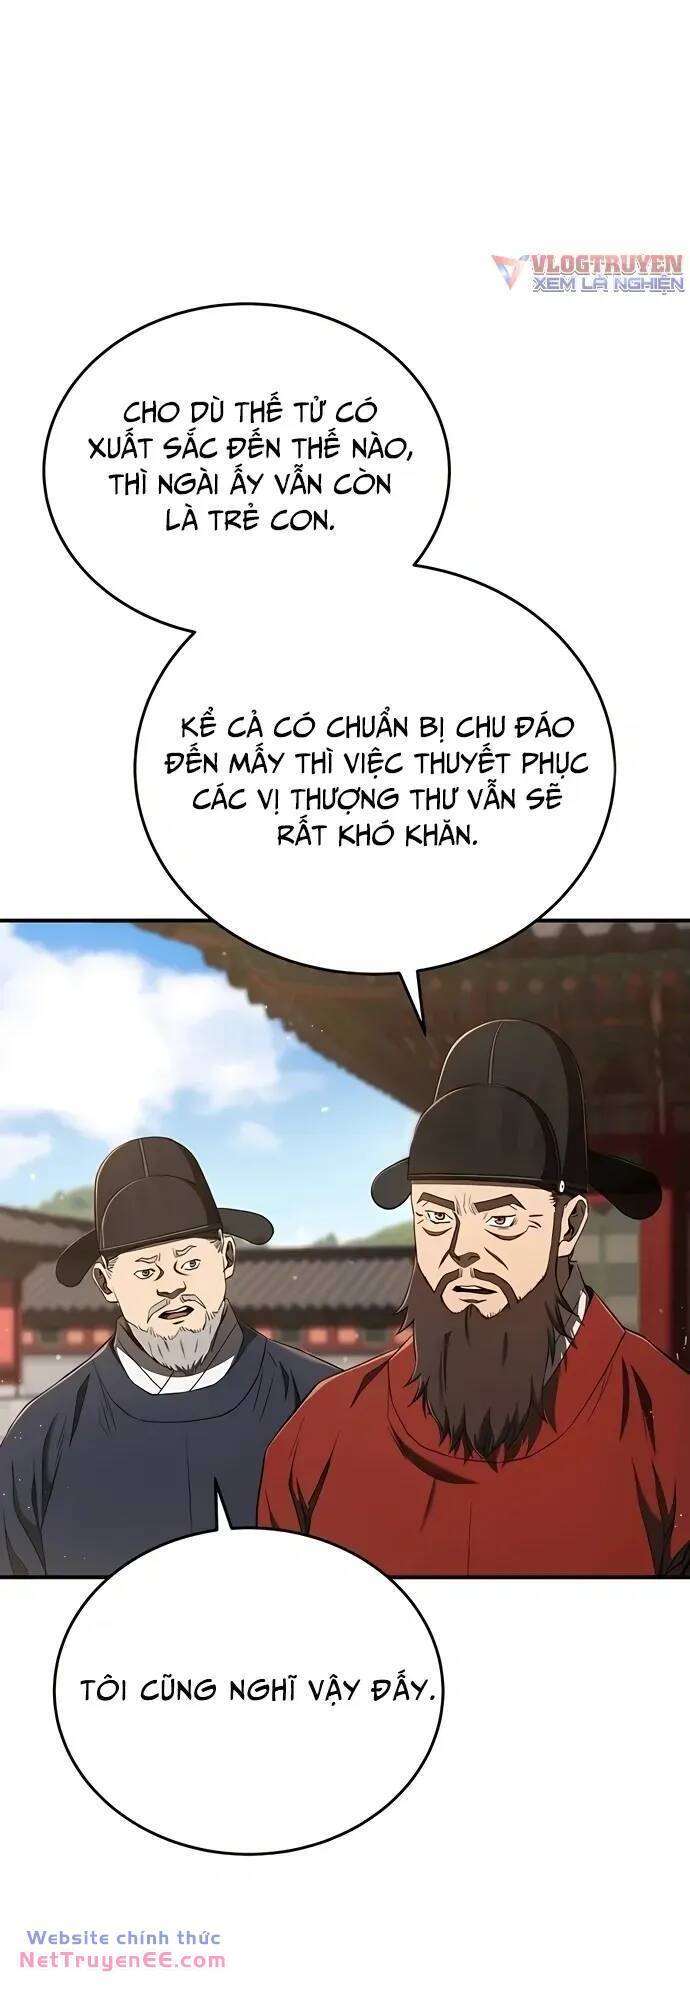 VLOGTRUYEN
XEM LÀ NGHIỆN
CHO DÙ THẾ TỬ CÓ
XUẤT SẮC ĐẾN THẾ NÀO,
THÌ NGÀI ẤY VẪN CÒN
LÀ TRẺ CON.
KỂ CẢ CÓ CHUẨN BỊ CHU ĐÁO
ĐẾN MẤY THÌ VIỆC THUYẾT PHỤC
CÁC VỊ THƯỢNG THƯ VẪN SẼ
RẤT KHÓ KHĂN.
TÔI CŨNG NGHĨ VẬY ĐẤY.
Website chính thức
NetTruyenEE.com